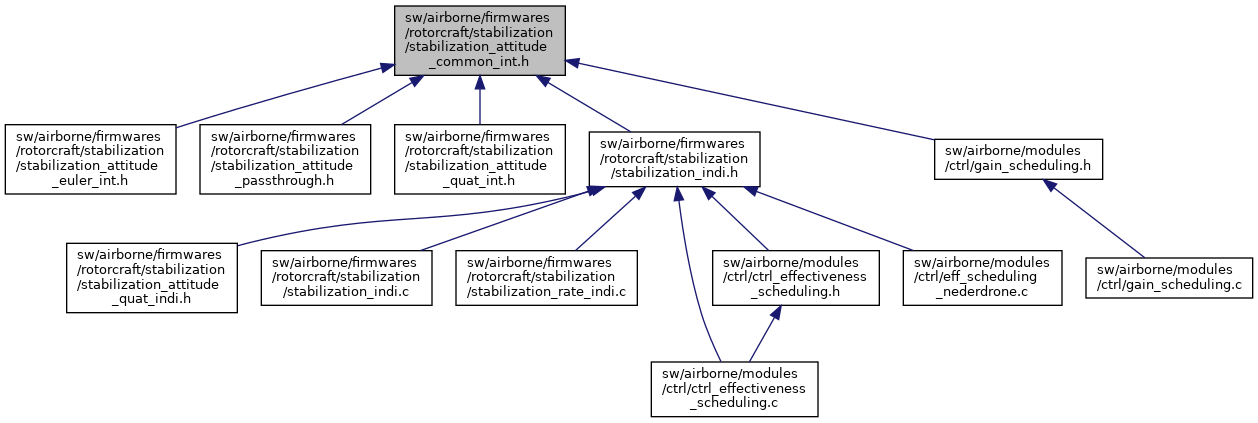 sw/airborne/firmwares
/rotorcraft/stabilization
/stabilization_attitude
_common_int.h
sw/airborne/firmwares
/rotorcraft/stabilization
/stabilization_attitude
_euler_int.h
sw/airborne/firmwares
/rotorcraft/stabilization
/stabilization_attitude
_passthrough.h
sw/airborne/firmwares
/rotorcraft/stabilization
/stabilization_attitude
_quat_int.h
sw/airborne/firmwares
/rotorcraft/stabilization
/stabilization_indi.h
sw/airborne/modules
/ctrl/gain_scheduling.h
sw/airborne/firmwares
/rotorcraft/stabilization
/stabilization_attitude
_quat_indi.h
sw/airborne/firmwares
/rotorcraft/stabilization
/stabilization_indi.c
sw/airborne/firmwares
/rotorcraft/stabilization
/stabilization_rate_indi.c
sw/airborne/modules
/ctrl/ctrl_effectiveness
_scheduling.h
sw/airborne/modules
/ctrl/eff_scheduling
_nederdrone.c
sw/airborne/modules
/ctrl/gain_scheduling.c
sw/airborne/modules
/ctrl/ctrl_effectiveness
_scheduling.c